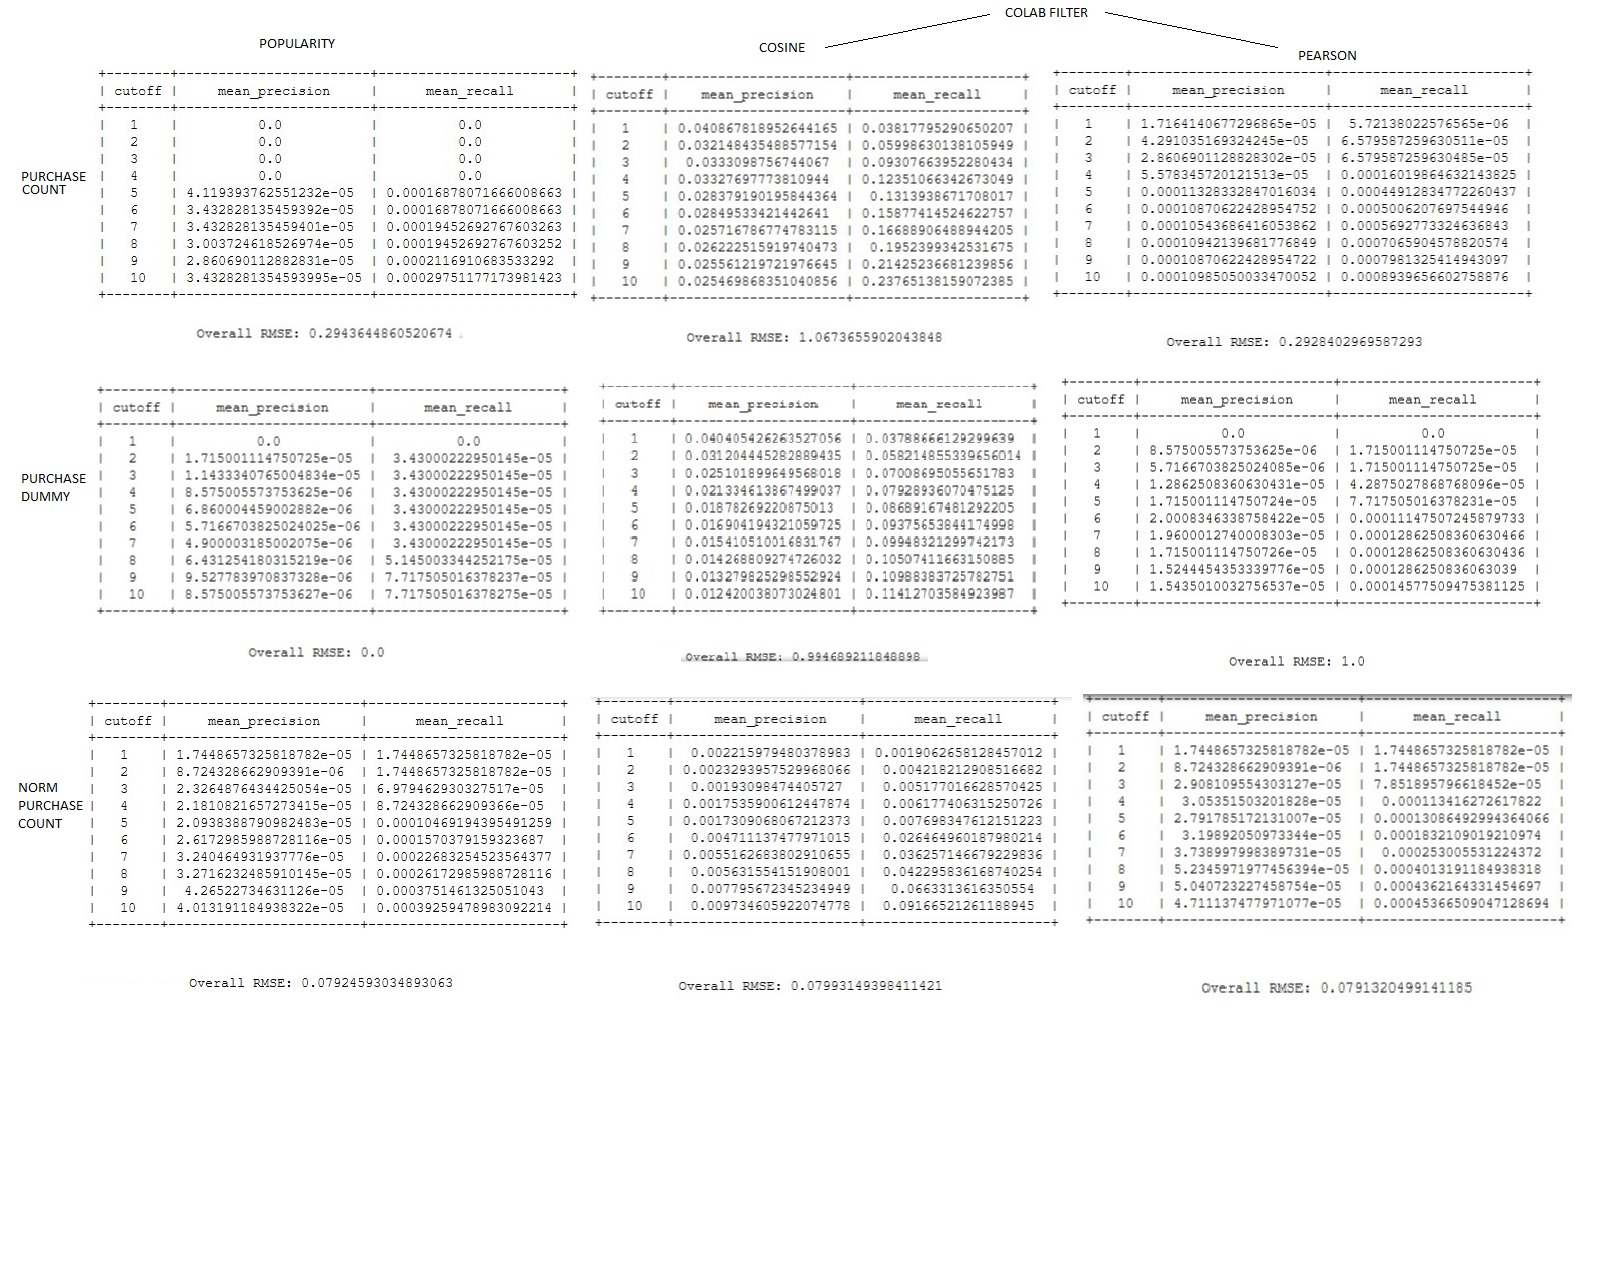 COLAB FILTER
POPULARITY
COSINE
PEARSON
PURCHASE
COUNT
| cutoff | mean_precision | mean_recall |
| 1 | 0.0 | 0.0 |
| 2 | 0.0 | 0.0 |
| 3 | 0.0 | 0.0 |
| 4 | 0.0 | 0.0 |
| 5 | 4.119393762551232e-05 | 0.00016878071666008663 |
| 6 | 3.432828135459392e-05 | 0.00016878071666008663 |
| 7 | 3.432828135459401e-05 | 0.00019452692767603263 |
| 8 | 3.003724618526974e-05 | 0.00019452692767603252 |
| 9 | 2.860690112882831e-05 | 0.0002116910683533292 |
| 10 | 3.4328281354593995e-05 | 0.00029751177173981423 |
Overall RMSE: 0.2943644860520674
| cutoff | mean_precision | mean_recall |
| 1 | 0.040867818952644165 | 0.03817795290650207 |
| 2 | 0.032148435488577154 | 0.05998630138105949 |
| 3 | 0.0333098756744067 | 0.09307663952280434 |
| 4 | 0.03327697773810944 | 0.12351066342673049 |
| 5 | 0.028379190195844364 | 0.1313938671708017 |
| 6 | 0.02849533421442641 | 0.15877414524622757 |
| 7 | 0.025716786774783115 | 0.16688906488944205 |
| 8 | 0.026222515919740473 | 0.1952399342531675 |
| 9 | 0.025561219721976645 | 0.21425236681239856 |
| 10 | 0.025469868351040856 | 0.23765138159072385 |
Overall RMSE: 1.0673655902043848
| cutoff | mean_precision | mean_recall |
| 1 | 1.7164140677296865e-05 | 5.72138022576565e-06 |
| 2 | 4.291035169324245e-05 | 6.579587259630511e-05 |
| 3 | 2.8606901128828302e-05 | 6.579587259630485e-05 |
| 4 | 5.578345720121513e-05 | 0.00016019864632143825 |
| 5 | 0.00011328332847016034 | 0.00044912834772260437 |
| 6 | 0.00010870622428954752 | 0.0005006207697544946 |
| 7 | 0.00010543686416053862 | 0.0005692773324636843 |
| 8 | 0.00010942139681776849 | 0.0007065904578820574 |
| 9 | 0.00010870622428954722 | 0.0007981325414943097 |
| 10 | 0.00010985050033470052 | 0.0008939656602758876 |
Overall RMSE: 0.2928402969587293
PURCHASE
DUMMY
| cutoff | mean_precision | mean_recall |
| 1 | 0.0 | 0.0 |
| 2 | 1.715001114750725e-05 | 3.43000222950145e-05 |
| 3 | 1.1433340765004834e-05 | 3.43000222950145e-05 |
| 4 | 8.575005573753625e-06 | 3.43000222950145e-05 |
| 5 | 6.860004459002882e-06 | 3.43000222950145e-05 |
| 6 | 5.7166703825024025e-06 | 3.43000222950145e-05 |
| 7 | 4.900003185002075e-06 | 3.43000222950145e-05 |
| 8 | 6.431254180315219e-06 | 5.145003344252175e-05 |
| 9 | 9.527783970837328e-06 | 7.717505016378237e-05 |
| 10 | 8.575005573753627e-06 | 7.717505016378275e-05 |
Overall RMSE: 0.0
| cutoff | mean_precision | mean_recall |
| 1 | 0.040405426263527056 | 0.03788666129299639 |
| 2 | 0.031204445282889435 | 0.058214855339656014 |
| 3 | 0.025101899649568018 | 0.07008695055651783 |
| 4 | 0.021334613867499037 | 0.07928936070475125 |
| 5 | 0.01878269220875013 | 0.08689167481292205 |
| 6 | 0.016904194321059725 | 0.09375653844174998 |
| 7 | 0.015410510016831767 | 0.09948321299742173 |
| 8 | 0.014268809274726032 | 0.10507411663150885 |
| 9 | 0.013279825298552924 | 0.10988383725782751 |
| 10 | 0.012420038073024801 | 0.11412703584923987 |
Overall RMSE: 0.994689211848898
| cutoff | mean_precision | mean_recall |
| 1 | 0.0 | 0.0 |
| 2 | 8.575005573753625e-06 | 1.715001114750725e-05 |
| 3 | 5.7166703825024085e-06 | 1.715001114750725e-05 |
| 4 | 1.2862508360630431e-05 | 4.2875027868768096e-05 |
| 5 | 1.715001114750724e-05 | 7.717505016378231e-05 |
| 6 | 2.0008346338758422e-05 | 0.00011147507245879733 |
| 7 | 1.9600012740008303e-05 | 0.00012862508360630466 |
| 8 | 1.715001114750726e-05 | 0.00012862508360630436 |
| 9 | 1.5244454353339776e-05 | 0.0001286250836063039 |
| 10 | 1.5435010032756537e-05 | 0.00014577509475381125 |
Overall RMSE: 1.0
NORM
PURCHASE
COUNT
| cutoff | mean_precision | mean_recall |
| 1 | 1.7448657325818782e-05 | 1.7448657325818782e-05 |
| 2 | 8.724328662909391e-06 | 1.7448657325818782e-05 |
| 3 | 2.3264876434425054e-05 | 6.979462930327517e-05 |
| 4 | 2.1810821657273415e-05 | 8.724328662909366e-05 |
| 5 | 2.0938388790982483e-05 | 0.00010469194395491259 |
| 6 | 2.6172985988728116e-05 | 0.0001570379159323687 |
| 7 | 3.240464931937776e-05 | 0.00022683254523564377 |
| 8 | 3.2716232485910145e-05 | 0.00026172985988728116 |
| 9 | 4.26522734631126e-05 | 0.0003751461325051043 |
| 10 | 4.013191184938322e-05 | 0.00039259478983092214 |
Overall RMSE: 0.07924593034893063
| cutoff | mean_precision | mean_recall |
| 1 | 0.002215979480378983 | 0.0019062658128457012 |
| 2 | 0.0023293957529968066 | 0.004218212908516682 |
| 3 | 0.00193098474405727 | 0.005177016628570425 |
| 4 | 0.0017535900612447874 | 0.006177406315250726 |
| 5 | 0.0017309068067212373 | 0.007698347612151223 |
| 6 | 0.004711137477971015 | 0.026464960187980214 |
| 7 | 0.0055162683802910655 | 0.036257146679229836 |
| 8 | 0.005631554151908001 | 0.042295836168740254 |
| 9 | 0.007795672345234949 | 0.0663313616350554 |
| 10 | 0.009734605922074778 | 0.09166521261188945 |
Overall RMSE: 0.07993149398411421
| cutoff | mean_precision | mean_recall |
| 1 | 1.7448657325818782e-05 | 1.7448657325818782e-05 |
| 2 | 8.724328662909391e-06 | 1.7448657325818782e-05 |
| 3 | 2.908109554303127e-05 | 7.851895796618452e-05 |
| 4 | 3.05351503201828e-05 | 0.000113416272617822 |
| 5 | 2.791785172131007e-05 | 0.00013086492994364066 |
| 6 | 3.19892050973344e-05 | 0.0001832109019210974 |
| 7 | 3.738997998389731e-05 | 0.000253005531224372 |
| 8 | 5.2345971977456394e-05 | 0.0004013191184938318 |
| 9 | 5.040723227458754e-05 | 0.0004362164331454697 |
| 10 | 4.711137477971077e-05 | 0.00045366509047128694 |
Overall RMSE: 0.0791320499141185